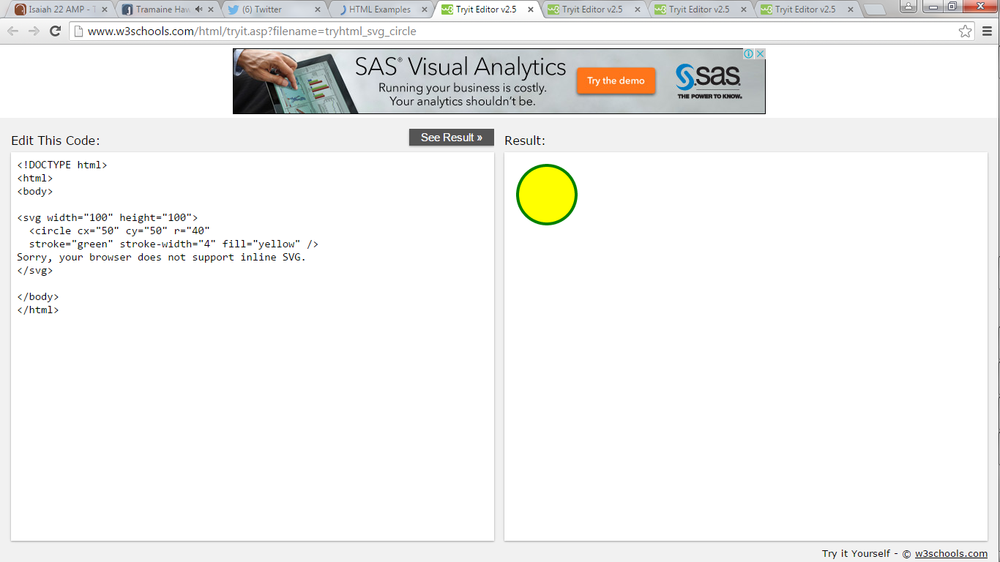 Isaiah 22 AMP - T
Tramaine Haw
(6) Twitter
HTML Examples
Tryit Editor v2.5
Tryit Editor v2.5
Tryit Editor v2.5
Tryit Editor v2.5
www.w3schools.com/html/tryit.asp?filename=tryhtml_svg_circle
SAS® Visual Analytics
Running your business is costly.
Your analytics shouldn't be.
Try the demo
sas
THE POWER TO KNOW.
Edit This Code:
See Result »
Result:
<!DOCTYPE html>
<html>
<body>
<svg width="100" height="100">
  <circle cx="50" cy="50" r="40"
  stroke="green" stroke-width="4" fill="yellow" />
Sorry, your browser does not support inline SVG.
</svg>
</body>
</html>
Try it Yourself - © w3schools.com